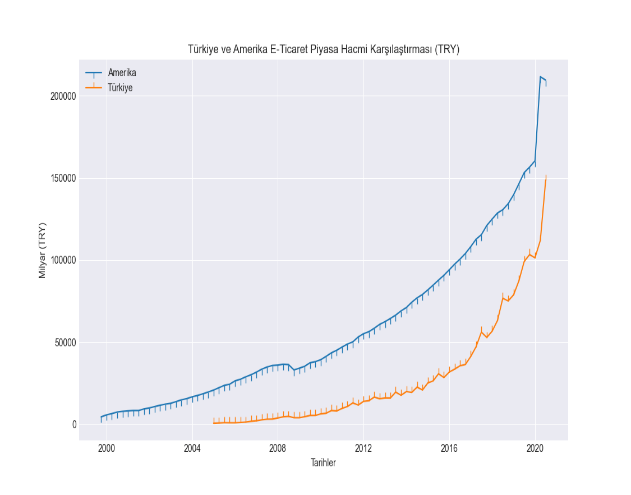 Türkiye ve Amerika E-Ticaret Piyasa Hacmi Karşılaştırması (TRY)
Amerika
Türkiye
200000
150000
100000
50000
0
Milyar (TRY)
2000
2004
2008
2012
2016
2020
Tarihler